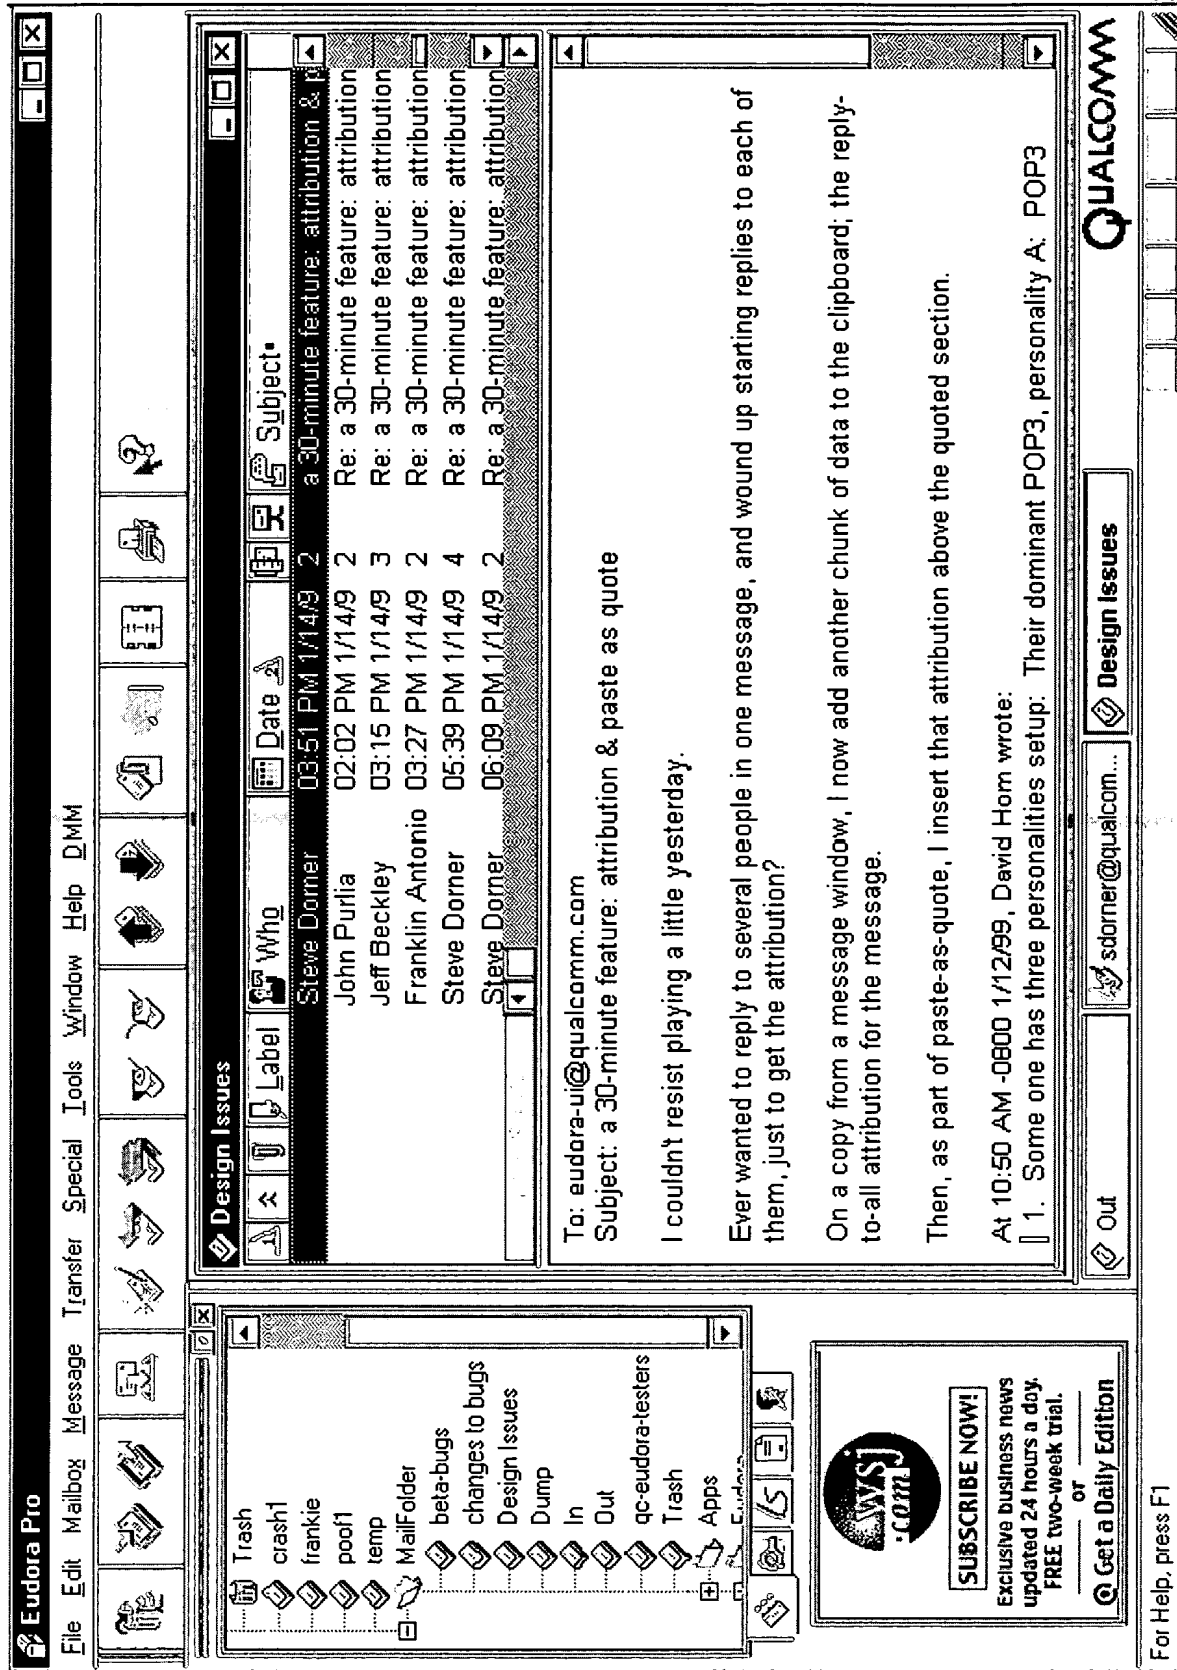 Eudora Pro
File Edit Mailbox Message Transfer Special Tools Window Help DMM
Trash
crash1
frankie
poof1
temp
MailFolder
beta-bugs
changes to bugs
Design Issues
Dump
In
Out
qc-eudora-testers
Trash
Apps
Eudora
wsj
.com
SUBSCRIBE NOW!
Exclusive business news
updated 24 hours a day.
FREE two-week trial.
or
@ Get a Daily Edition
Design Issues
Label Who Date Subject
Steve Dorner 03:51 PM 1/14/9 2 a 30-minute feature: attribution & p
John Purlia 02:02 PM 1/14/9 2 Re: a 30-minute feature: attribution
Jeff Beckley 03:15 PM 1/14/9 3 Re: a 30-minute feature: attribution
Franklin Antonio 03:27 PM 1/14/9 2 Re: a 30-minute feature: attribution
Steve Dorner 05:39 PM 1/14/9 4 Re: a 30-minute feature: attribution
Steve Dorner 06:09 PM 1/14/9 2 Re: a 30-minute feature: attribution
To: eudora-ui@qualcomm.com
Subject: a 30-minute feature: attribution & paste as quote
I couldn't resist playing a little yesterday.
Ever wanted to reply to several people in one message, and wound up starting replies to each of
them, just to get the attribution?
On a copy from a message window, I now add another chunk of data to the clipboard; the reply-
to-all attribution for the message.
Then, as part of paste-as-quote, I insert that attribution above the quoted section.
At 10:50 AM -0800 1/12/99, David Hom wrote:
1. Some one has three personalities setup: Their dominant POP3, personality A: POP3
Out sdorner@qualcom... Design Issues QUALCOMM
For Help, press F1